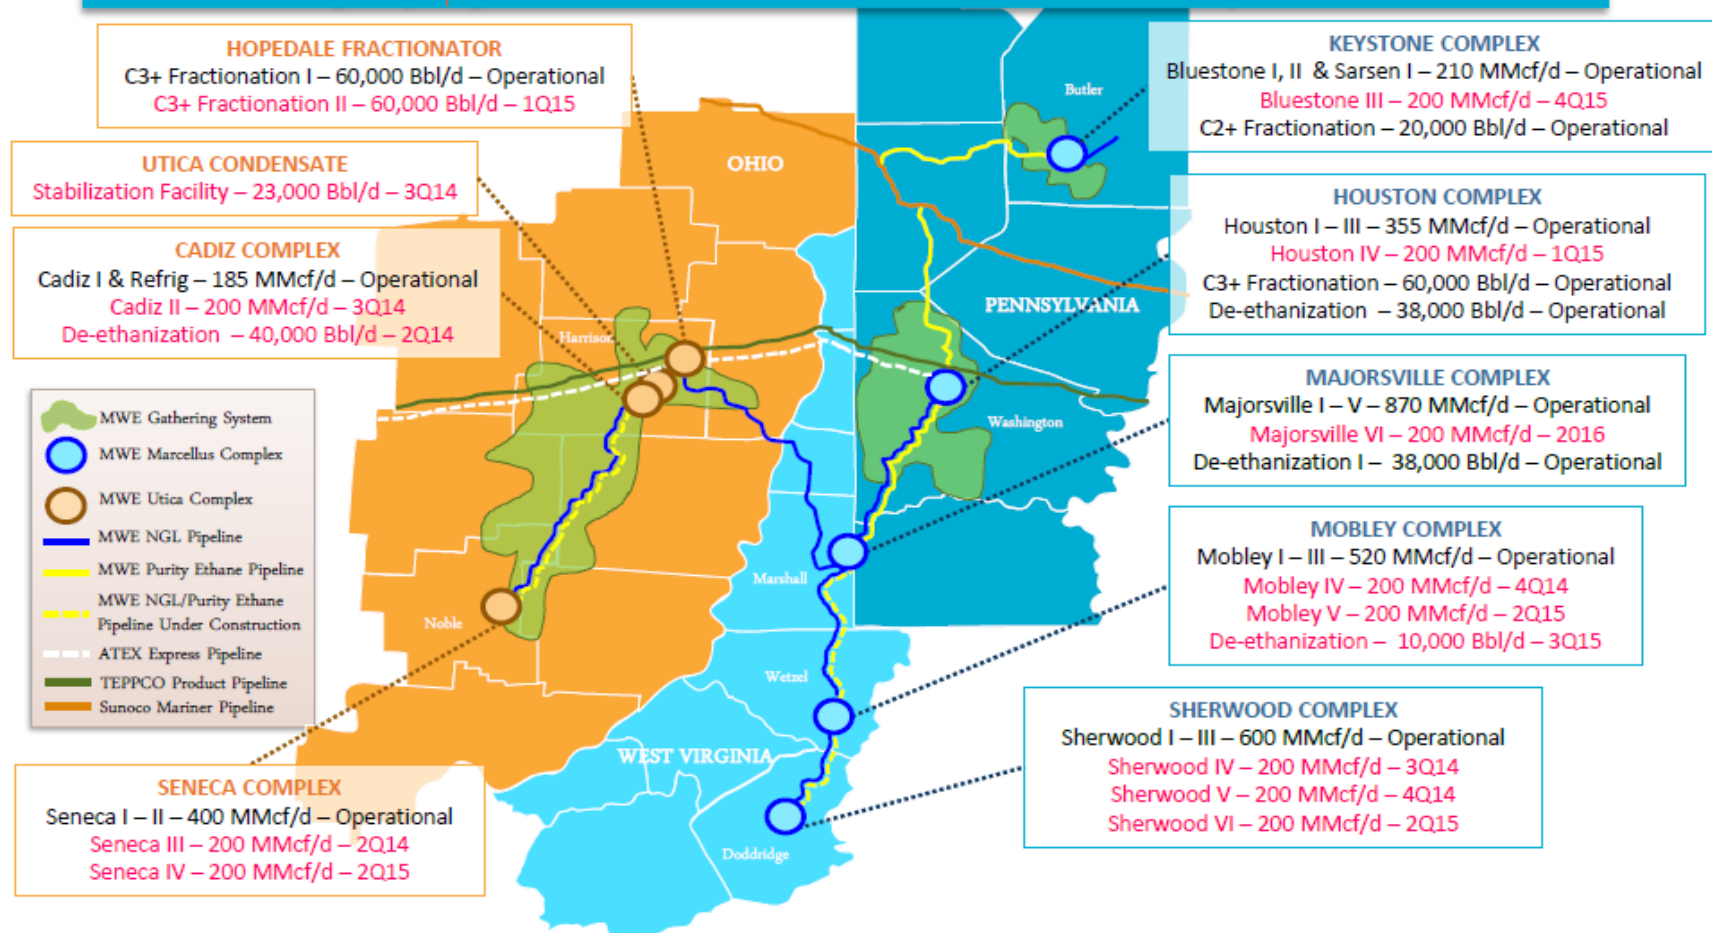 HOPEDALE FRACTIONATOR
C3+ Fractionation I – 60,000 Bbl/d – Operational
C3+ Fractionation II – 60,000 Bbl/d – 1Q15
UTICA CONDENSATE
Stabilization Facility – 23,000 Bbl/d – 3Q14
CADIZ COMPLEX
Cadiz I & Refrig – 185 MMcf/d – Operational
Cadiz II – 200 MMcf/d – 3Q14
De-ethanization – 40,000 Bbl/d – 2Q14
MWE Gathering System
MWE Marcellus Complex
MWE Utica Complex
MWE NGL Pipeline
MWE Purity Ethane Pipeline
MWE NGL/Purity Ethane
Pipeline Under Construction
ATEX Express Pipeline
TEPPCO Product Pipeline
Sunoco Mariner Pipeline
SENECA COMPLEX
Seneca I – II – 400 MMcf/d – Operational
Seneca III – 200 MMcf/d – 2Q14
Seneca IV – 200 MMcf/d – 2Q15
OHIO
Harrison
Noble
Butler
PENNSYLVANIA
Washington
Marshall
Wetzel
WEST VIRGINIA
Doddridge
KEYSTONE COMPLEX
Bluestone I, II & Sarsen I – 210 MMcf/d – Operational
Bluestone III – 200 MMcf/d – 4Q15
C2+ Fractionation – 20,000 Bbl/d – Operational
HOUSTON COMPLEX
Houston I – III – 355 MMcf/d – Operational
Houston IV – 200 MMcf/d – 1Q15
C3+ Fractionation – 60,000 Bbl/d – Operational
De-ethanization – 38,000 Bbl/d – Operational
MAJORSVILLE COMPLEX
Majorsville I – V – 870 MMcf/d – Operational
Majorsville VI – 200 MMcf/d – 2016
De-ethanization I – 38,000 Bbl/d – Operational
MOBLEY COMPLEX
Mobley I – III – 520 MMcf/d – Operational
Mobley IV – 200 MMcf/d – 4Q14
Mobley V – 200 MMcf/d – 2Q15
De-ethanization – 10,000 Bbl/d – 3Q15
SHERWOOD COMPLEX
Sherwood I – III – 600 MMcf/d – Operational
Sherwood IV – 200 MMcf/d – 3Q14
Sherwood V – 200 MMcf/d – 4Q14
Sherwood VI – 200 MMcf/d – 2Q15